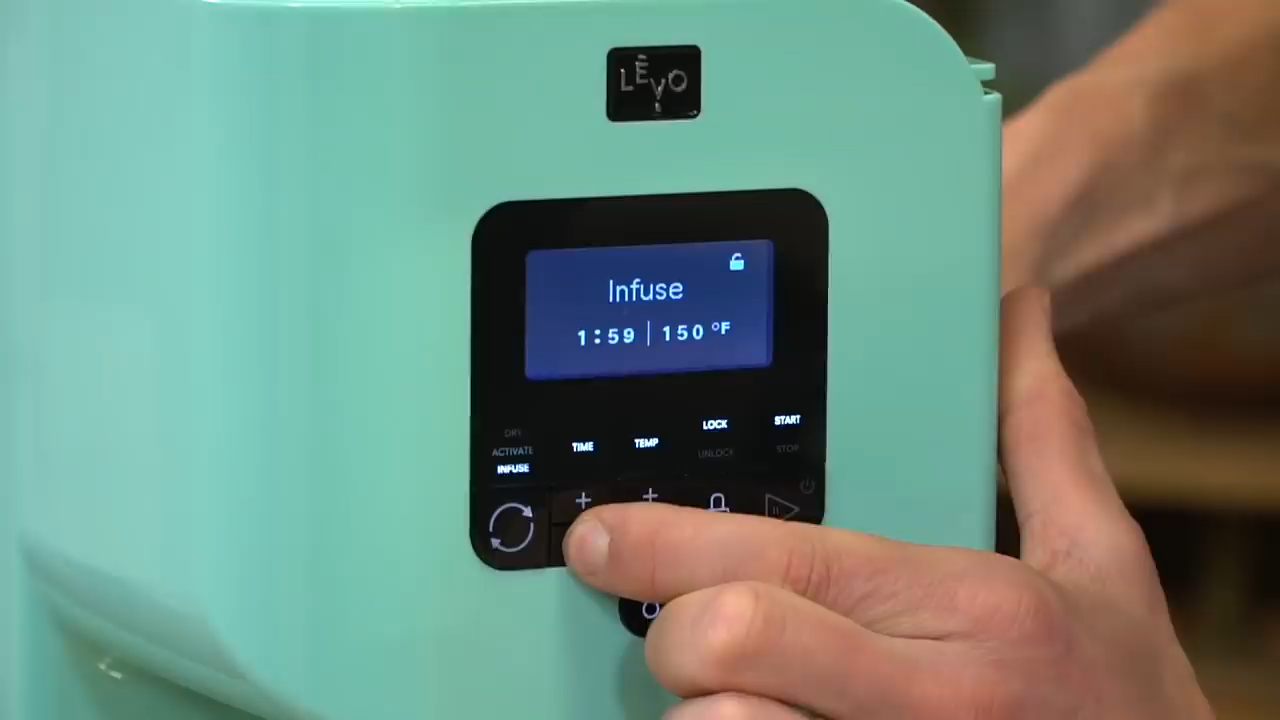 LĒVO
Infuse
1:59 | 150 °F
DRY
ACTIVATE
INFUSE
TIME
TEMP
LOCK
UNLOCK
START
STOP
+ +